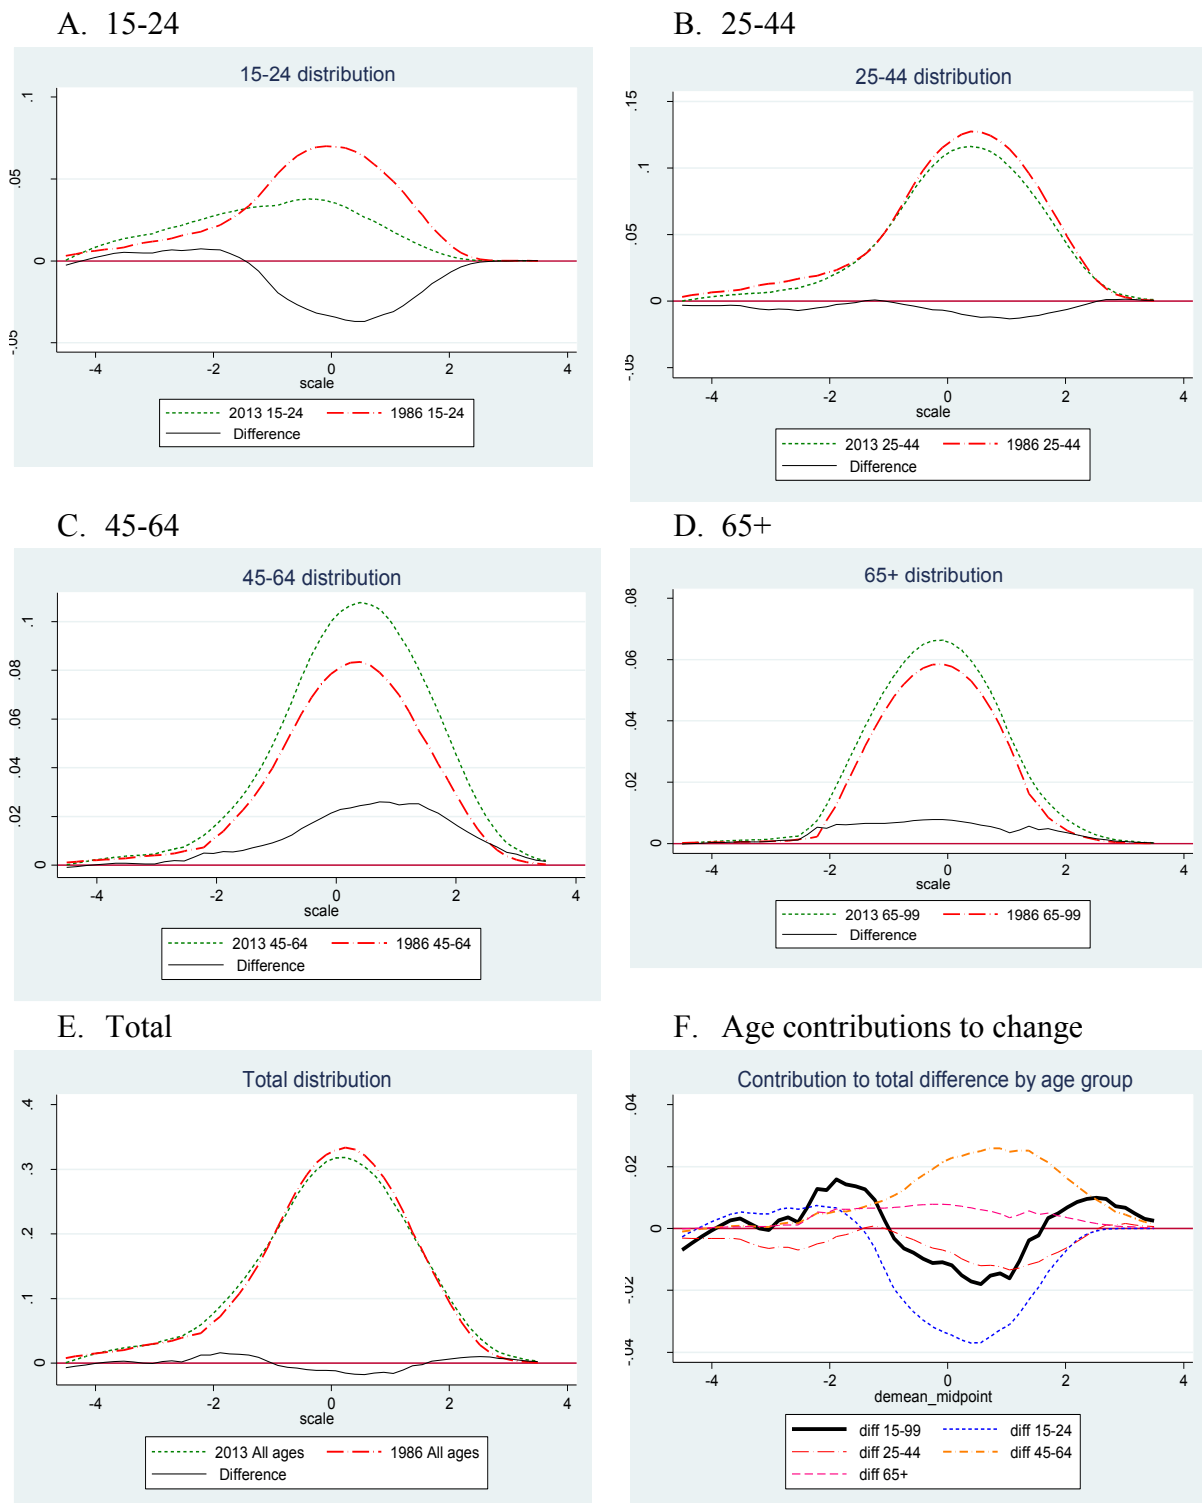 A. 15-24
15-24 distribution
.1
.05
0
-.05
-4
-2
0
2
4
scale
2013 15-24
1986 15-24
Difference
B. 25-44
25-44 distribution
.15
.1
.05
0
-.05
-4
-2
0
2
4
scale
2013 25-44
1986 25-44
Difference
C. 45-64
45-64 distribution
.1
.08
.06
.04
.02
0
-4
-2
0
2
4
scale
2013 45-64
1986 45-64
Difference
D. 65+
65+ distribution
.08
.06
.04
.02
0
-4
-2
0
2
4
scale
2013 65-99
1986 65-99
Difference
E. Total
Total distribution
.4
.3
.2
.1
0
-4
-2
0
2
4
scale
2013 All ages
1986 All ages
Difference
F. Age contributions to change
Contribution to total difference by age group
.04
.02
0
-.02
-.04
-4
-2
0
2
4
demean_midpoint
diff 15-99
diff 15-24
diff 25-44
diff 45-64
diff 65+